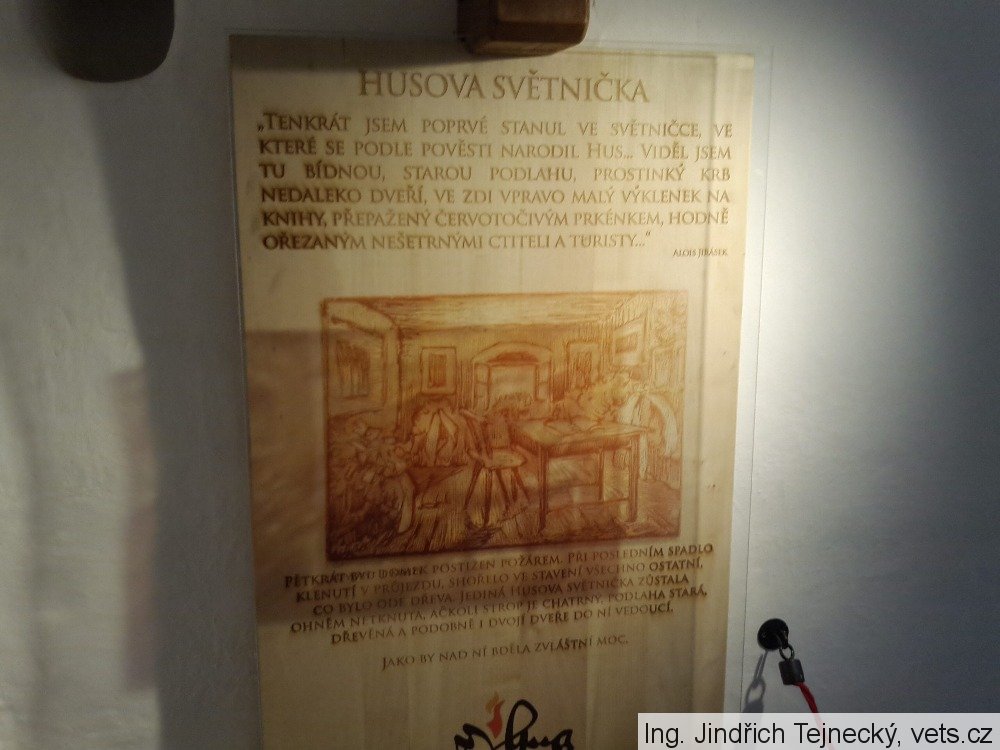 HUSOVA SVĚTNIČKA
„TENKRÁT JSEM POPRVÉ STANUL VE SVĚTNIČCE, VE
KTERÉ SE PODLE POVĚSTI NARODIL HUS... VIDĚL JSEM
TU BÍDNOU, STAROU PODLAHU, PROSTINKÝ KRB
NEDALEKO DVEŘÍ, VE ZDI VPRAVO MALÝ VÝKLENEK NA
KNIHY, PŘEPAŽENÝ ČERVOTOČIVÝM PRKÉNKEM, HODNĚ
OŘEZANÝM NEŠETRNÝMI CTITELI A TURISTY...“
ALOIS JIRÁSEK
PĚTKRÁT BYL DOMEK POSTIŽEN POŽÁREM. PŘI POSLEDNÍM SPADLO
KLENUTÍ V PRŮJEZDU, SHOŘELO VE STAVENÍ VŠECHNO OSTATNÍ,
CO BYLO ODE DŘEVA. JEDINÁ HUSOVA SVĚTNIČKA ZŮSTALA
OHNĚM NETKNUTA, AČKOLI STROP JE CHATRNÝ, PODLAHA STARÁ,
DŘEVĚNÁ A PODOBNĚ I DVOJÍ DVEŘE DO NÍ VEDOUCÍ.
JAKO BY NAD NÍ BDĚLA ZVLÁŠTNÍ MOC.
Ing. Jindřich Tejnecký, vets.cz